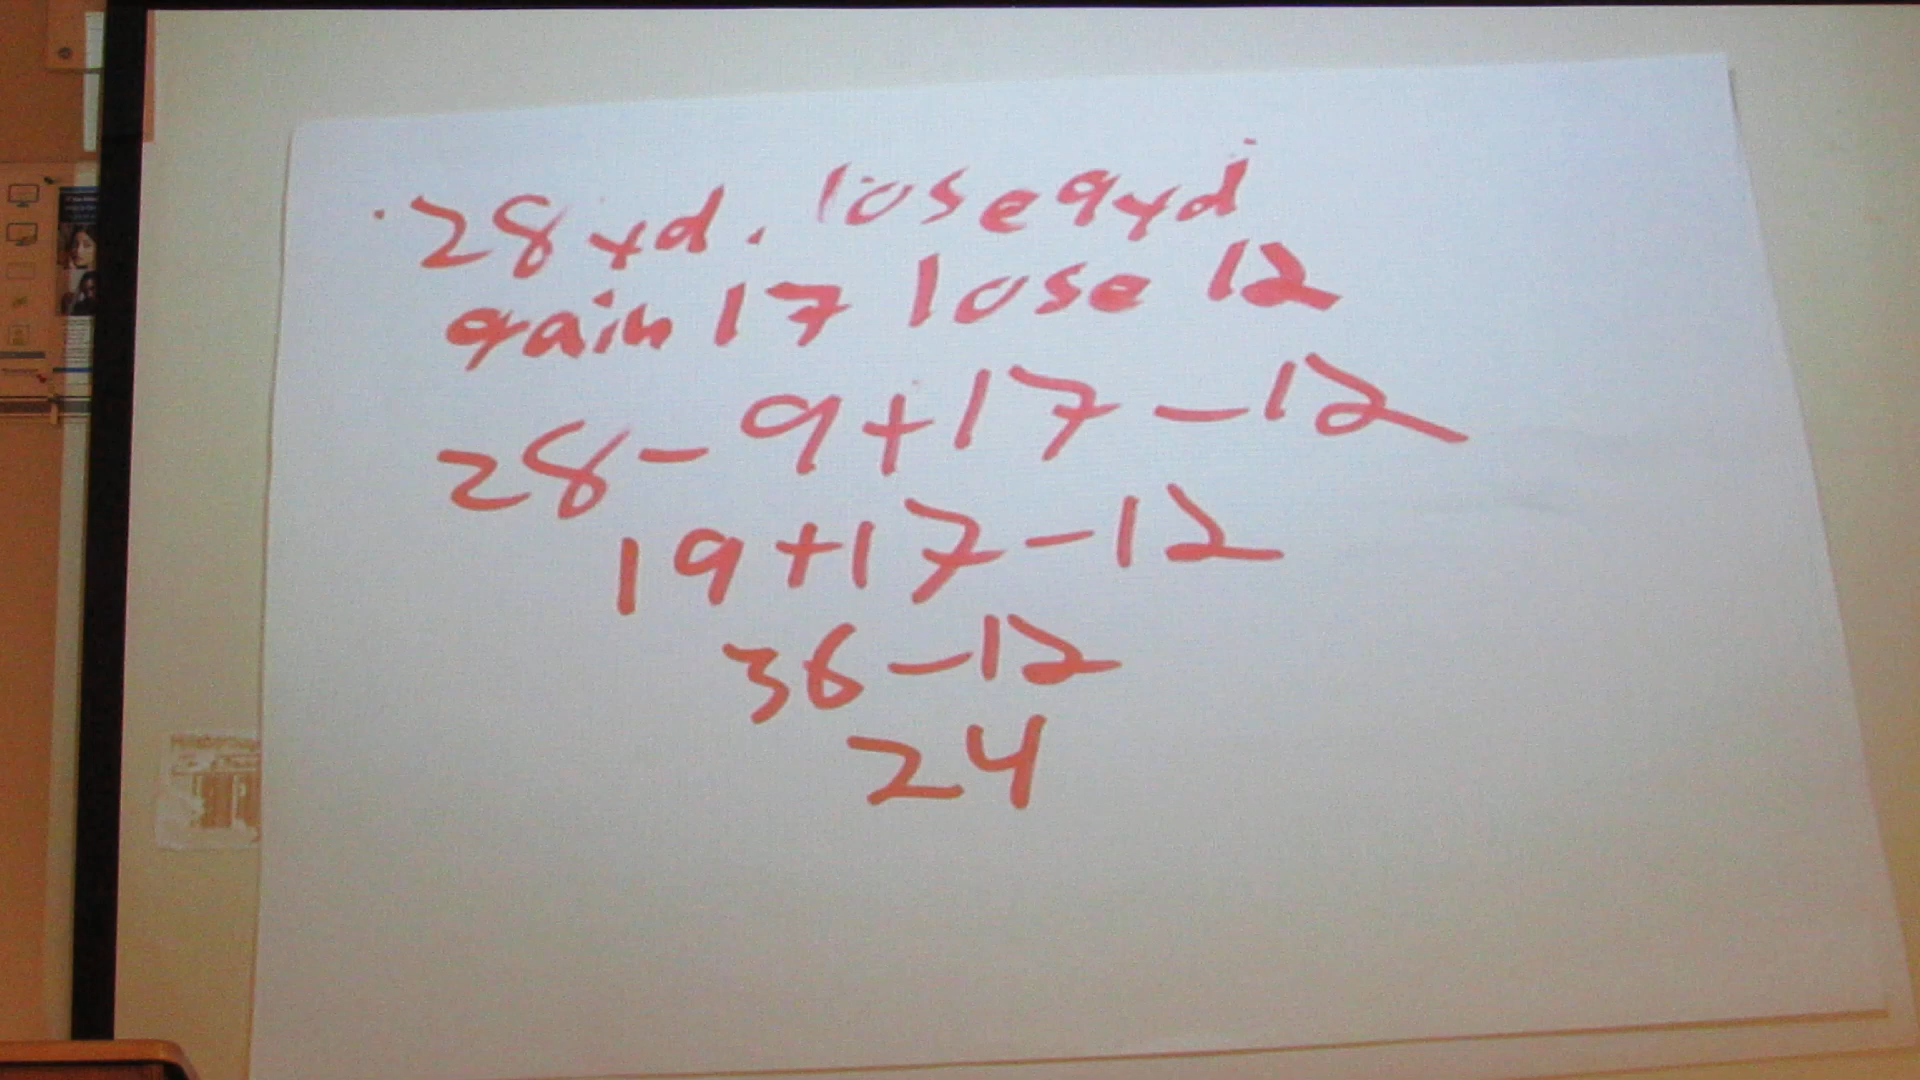 28 yd. lose 9 yd
gain 17 lose 12
28 - 9 + 17 - 12
19 + 17 - 12
36 - 12
24